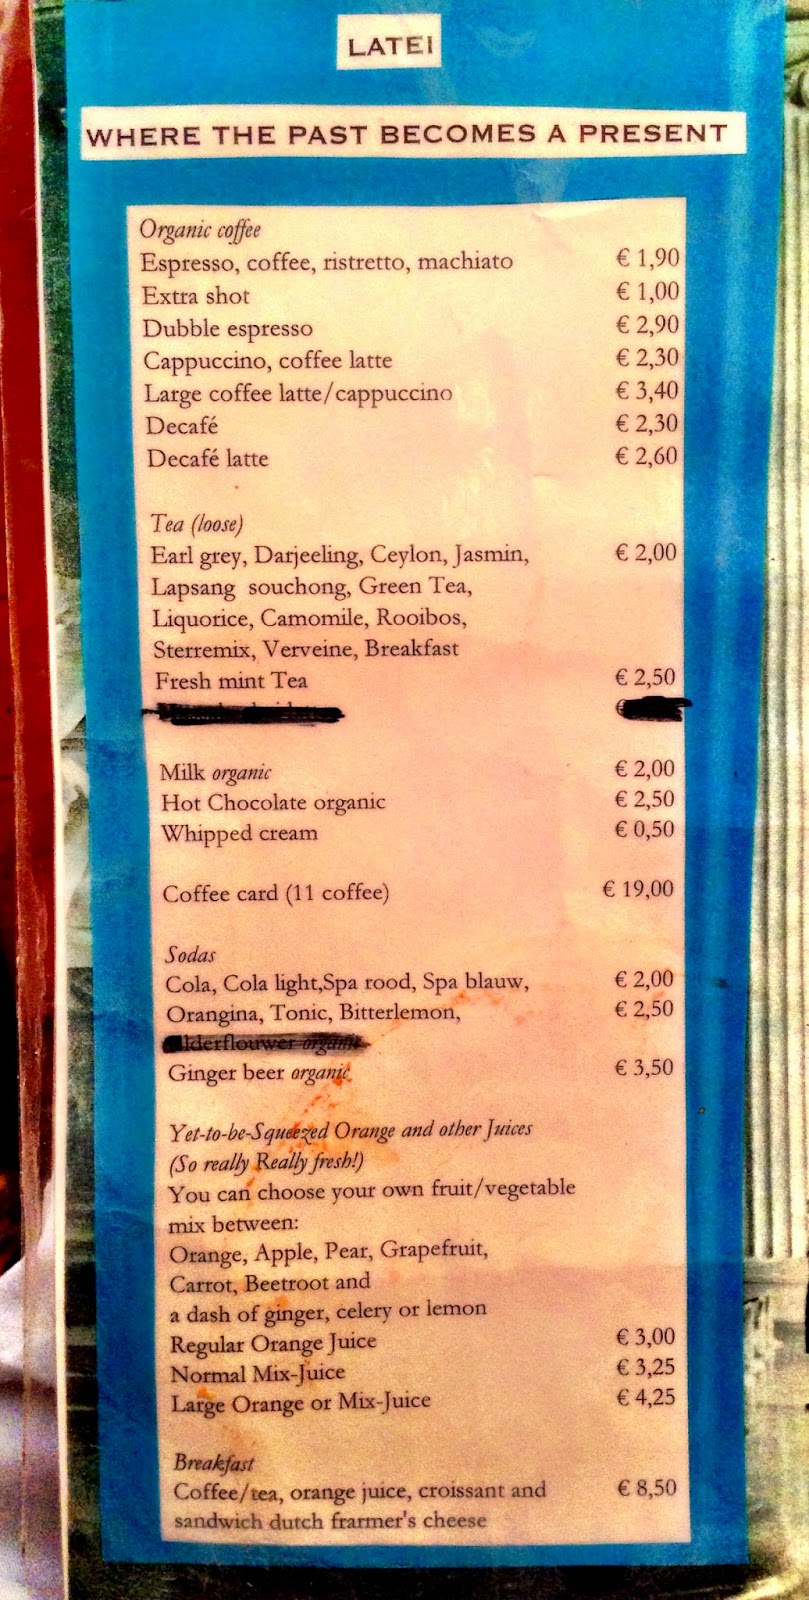 LATEI
WHERE THE PAST BECOMES A PRESENT
Organic coffee
Espresso, coffee, ristretto, machiato € 1,90
Extra shot € 1,00
Dubble espresso € 2,90
Cappuccino, coffee latte € 2,30
Large coffee latte/cappuccino € 3,40
Decafé € 2,30
Decafé latte € 2,60
Tea (loose)
Earl grey, Darjeeling, Ceylon, Jasmin, € 2,00
Lapsang souchong, Green Tea,
Liquorice, Camomile, Rooibos,
Sterremix, Verveine, Breakfast
Fresh mint Tea € 2,50
Milk organic € 2,00
Hot Chocolate organic € 2,50
Whipped cream € 0,50
Coffee card (11 coffee) € 19,00
Sodas
Cola, Cola light,Spa rood, Spa blauw, € 2,00
Orangina, Tonic, Bitterlemon, € 2,50
organic
Ginger beer organic € 3,50
Yet-to-be-Squeezed Orange and other Juices
(So really Really fresh!)
You can choose your own fruit/vegetable
mix between:
Orange, Apple, Pear, Grapefruit,
Carrot, Beetroot and
a dash of ginger, celery or lemon
Regular Orange Juice € 3,00
Normal Mix-Juice € 3,25
Large Orange or Mix-Juice € 4,25
Breakfast
Coffee/tea, orange juice, croissant and € 8,50
sandwich dutch frarmer's cheese